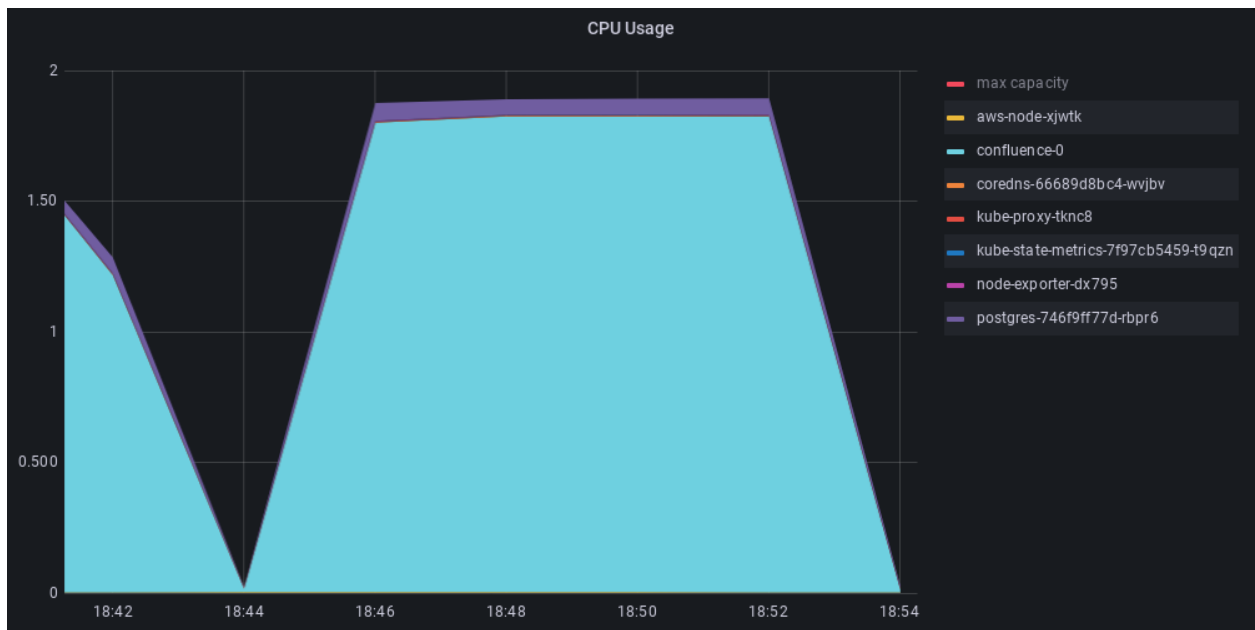 CPU Usage
2
1.50
1
0.500
0
18:42 18:44 18:46 18:48 18:50 18:52 18:54
max capacity
aws-node-xjwtk
confluence-0
coredns-66689d8bc4-wvjbv
kube-proxy-tknc8
kube-state-metrics-7f97cb5459-t9qzn
node-exporter-dx795
postgres-746f9ff77d-rbpr6